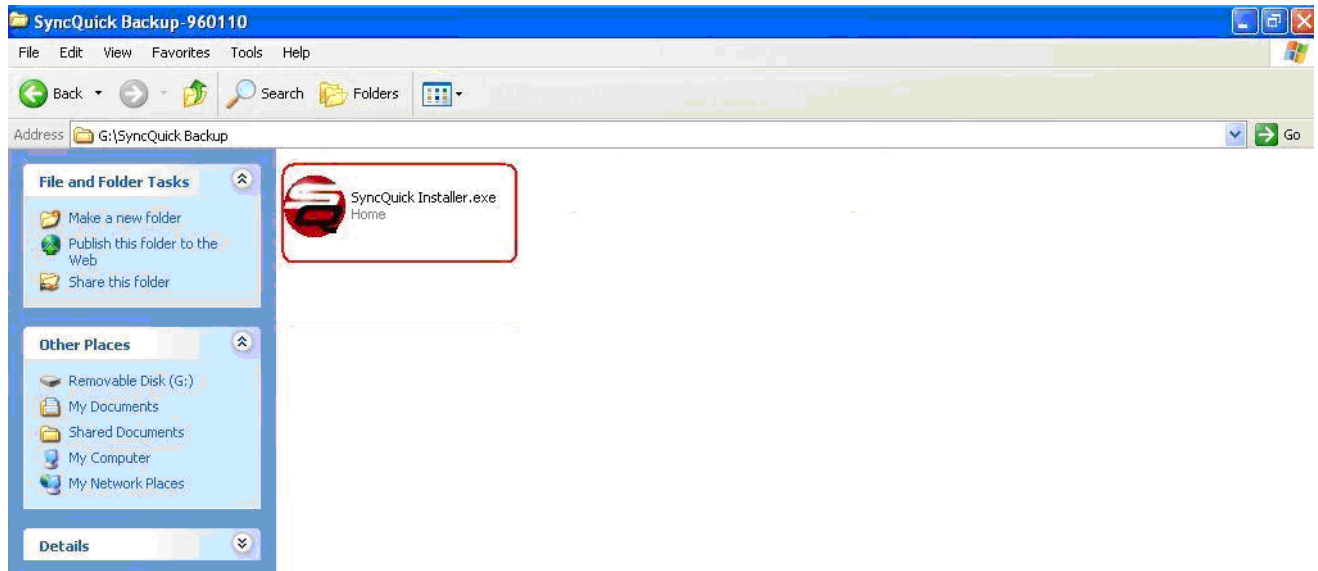 SyncQuick Backup-960110
File Edit View Favorites Tools Help
Back Search Folders
Address G:\SyncQuick Backup Go
File and Folder Tasks
Make a new folder
Publish this folder to the
Web
Share this folder
Other Places
Removable Disk (G:)
My Documents
Shared Documents
My Computer
My Network Places
Details
SQ
SyncQuick Installer.exe
Home